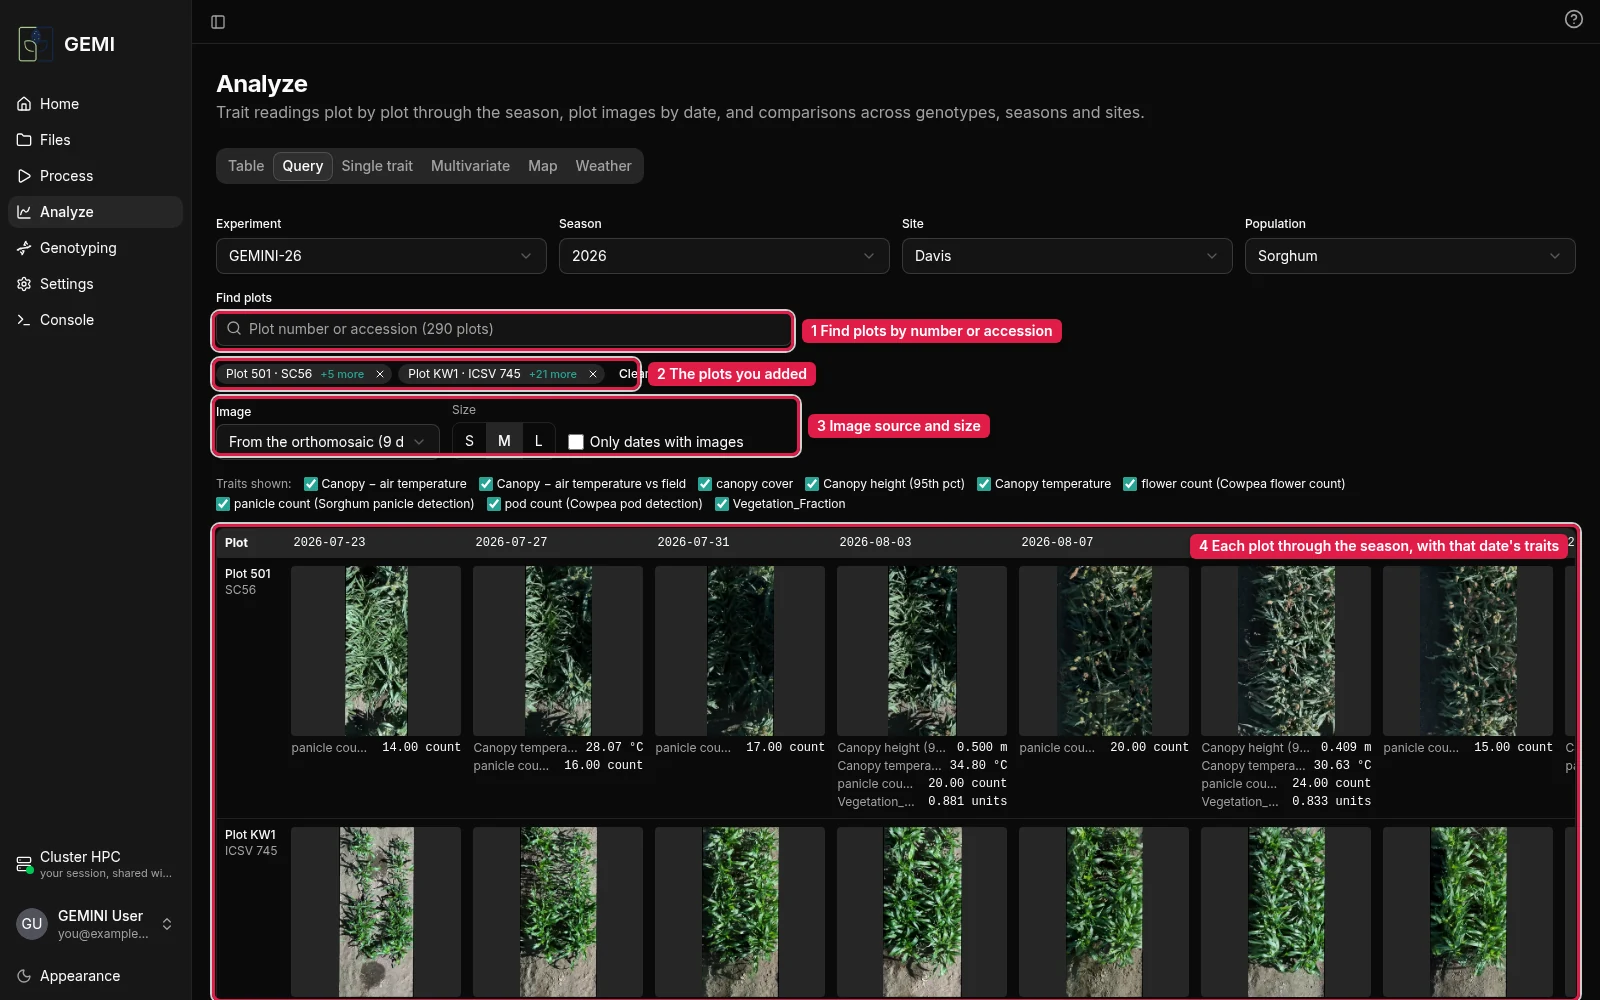 GEMI
Home
Files
Process
Analyze
Genotyping
Settings
Console
Cluster HPC
your session, shared wi...
GU
GEMINI User
you@example...
Appearance
Analyze
Trait readings plot by plot through the season, plot images by date, and comparisons across genotypes, seasons and sites.
Table Query Single trait Multivariate Map Weather
Experiment Season Site Population
GEMINI-26 2026 Davis Sorghum
Find plots
Plot number or accession (290 plots)
1 Find plots by number or accession
Plot 501 · SC56 +5 more × Plot KW1 · ICSV 745 +21 more × Clear
2 The plots you added
Image Size
From the orthomosaic (9 d S M L Only dates with images
3 Image source and size
Traits shown: Canopy − air temperature Canopy − air temperature vs field canopy cover Canopy height (95th pct) Canopy temperature flower count (Cowpea flower count)
panicle count (Sorghum panicle detection) pod count (Cowpea pod detection) Vegetation_Fraction
Plot 2026-07-23 2026-07-27 2026-07-31 2026-08-03 2026-08-07 2
4 Each plot through the season, with that date's traits
Plot 501
SC56
panicle cou... 14.00 count Canopy tempera... 28.07 °C panicle cou... 17.00 count Canopy height (9... 0.500 m panicle cou... 20.00 count Canopy height (9... 0.409 m panicle cou... 15.00 count C
panicle cou... 16.00 count Canopy tempera... 34.80 °C Canopy tempera... 30.63 °C pa
panicle cou... 20.00 count panicle cou... 24.00 count
Vegetation_... 0.881 units Vegetation_... 0.833 units
Plot KW1
ICSV 745